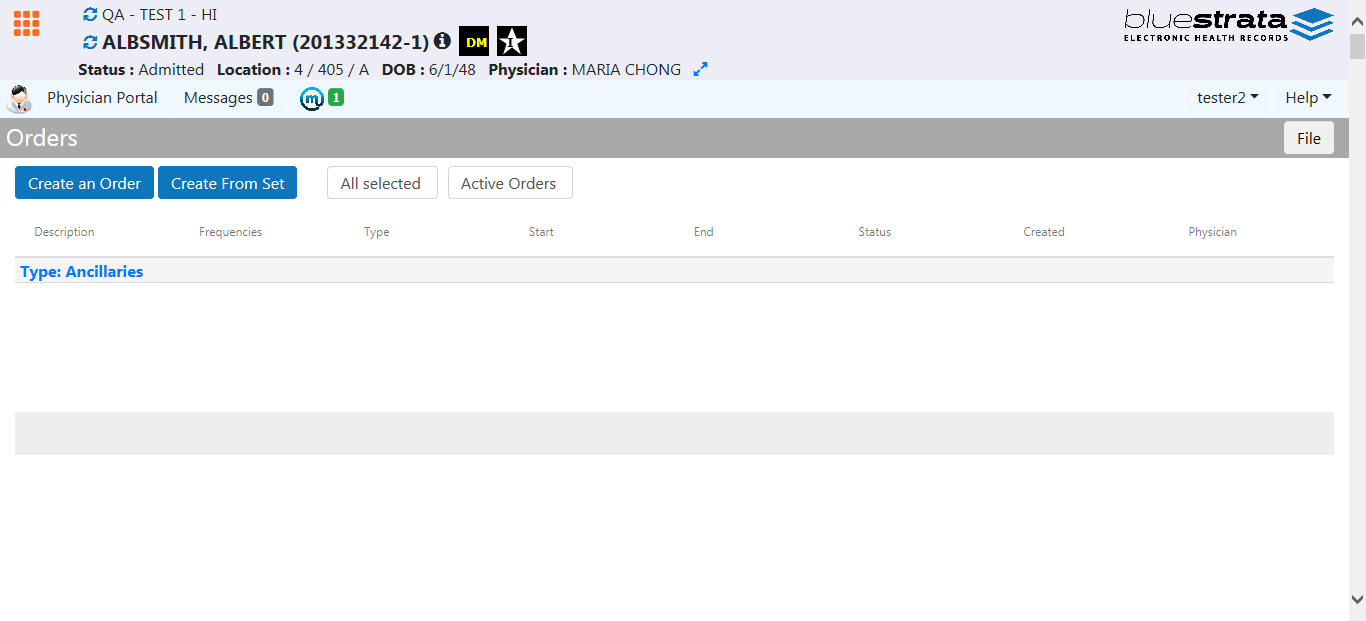 QA - TEST 1 - HI
ALBSMITH, ALBERT (201332142-1) DM 1
Status : Admitted Location : 4 / 405 / A DOB : 6/1/48 Physician : MARIA CHONG
bluestrata
ELECTRONIC HEALTH RECORDS
Physician Portal Messages 0 m 1 tester2 Help
Orders File
Create an Order Create From Set All selected Active Orders
Description Frequencies Type Start End Status Created Physician
Type: Ancillaries